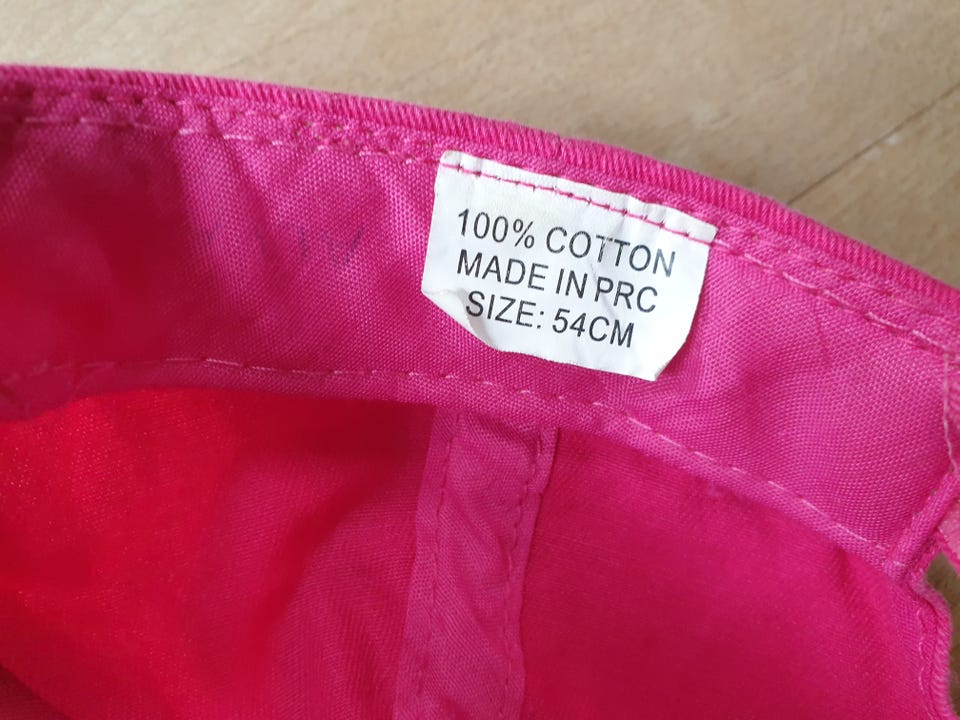 100% COTTON
MADE IN PRC
SIZE: 54CM